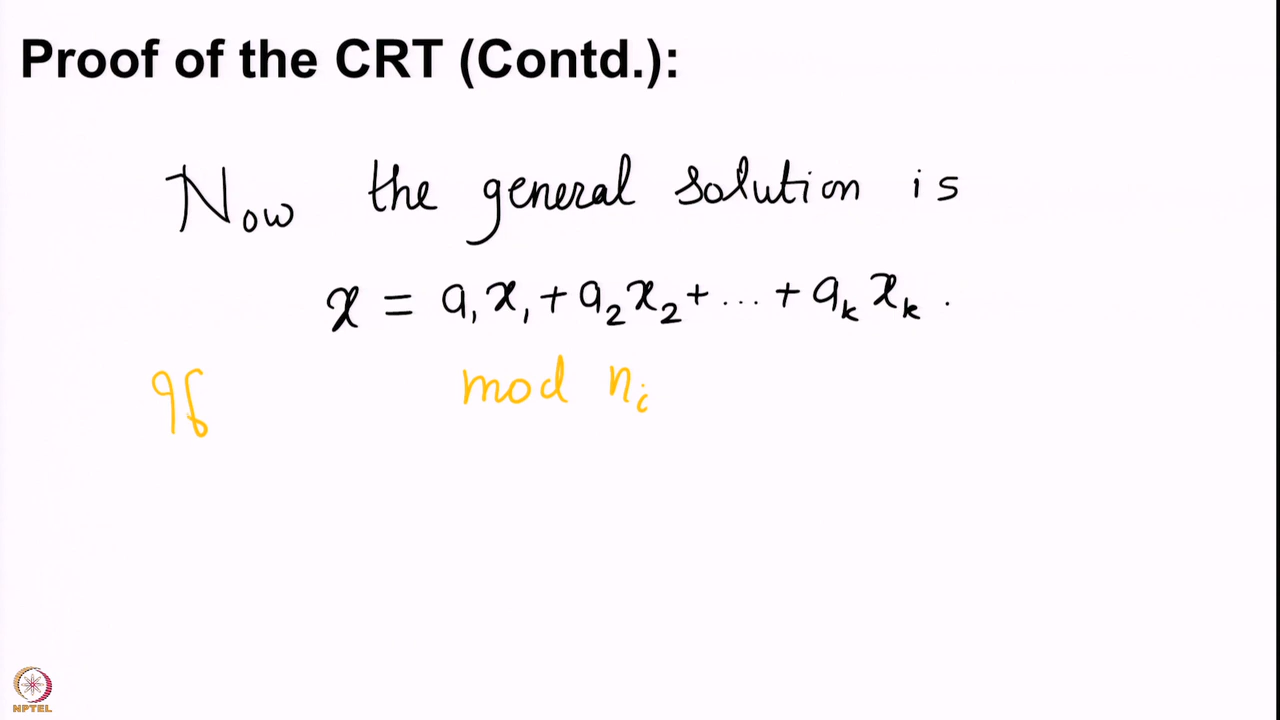 Proof of the CRT (Contd.):
Now the general solution is
x = a₁x₁ + a₂x₂ + ... + aₖxₖ.
If mod nᵢ
NPTEL